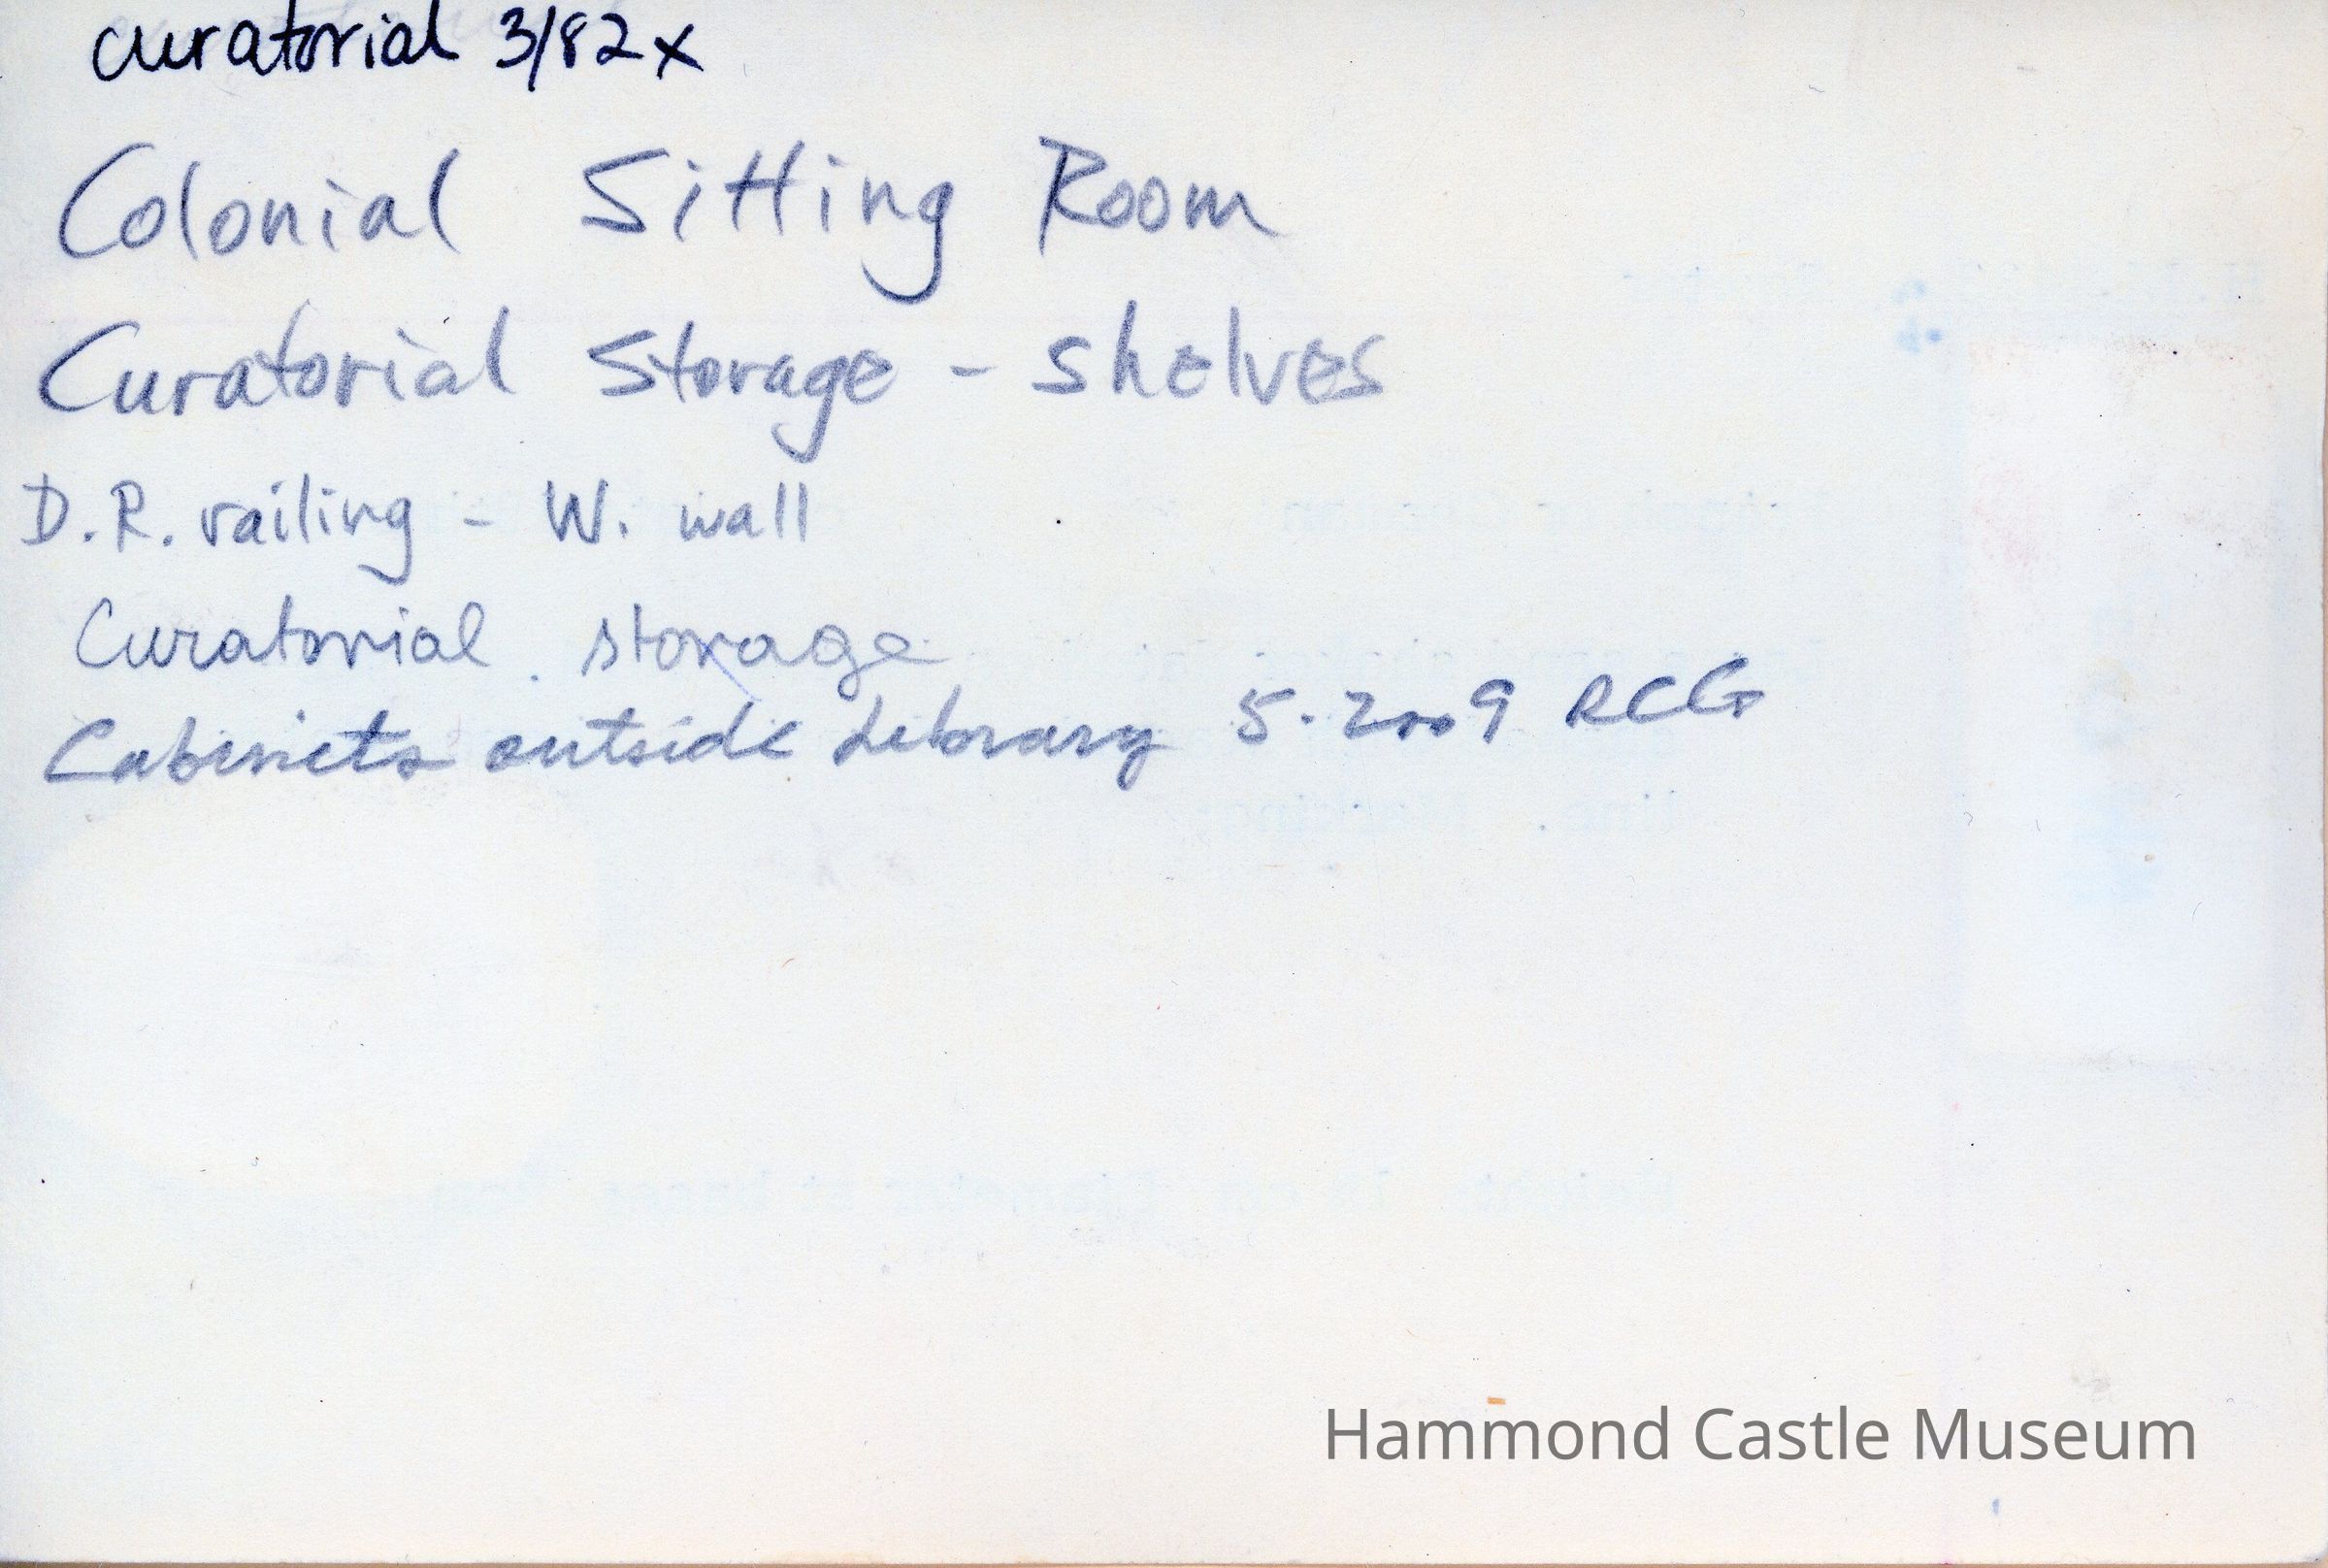 curatorial 3/82 x
Colonial Sitting Room
Curatorial Storage - shelves
D.R. railing - W. wall
Curatorial storage
Cabinets outside Library 5.2009 RCG
Hammond Castle Museum